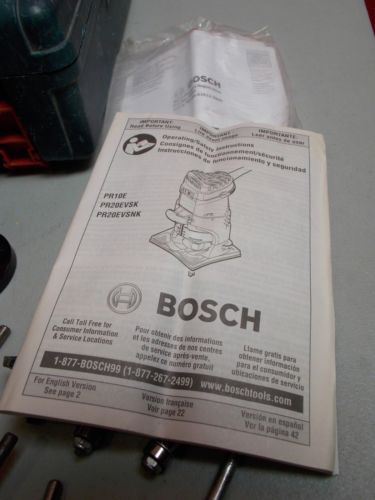 BOSCH
IMPORTANT:
Read Before Using
IMPORTANT:
IMPORTANTE:
Leer antes de usar
Operating/Safety Instructions
Consignes de fonctionnement/sécurité
Instrucciones de funcionamiento y seguridad
PR10E
PR20EVSK
PR20EVSNK
BOSCH
Call Toll Free for
Consumer Information
& Service Locations
Pour obtenir des informations
et les adresses de nos centres
de service après-vente,
appelez ce numéro gratuit
Llame gratis para
obtener información
para el consumidor y
ubicaciones de servicio
1-877-BOSCH99 (1-877-267-2499) www.boschtools.com
For English Version
See page 2
Version française
Voir page 22
Versión en español
Ver la página 42